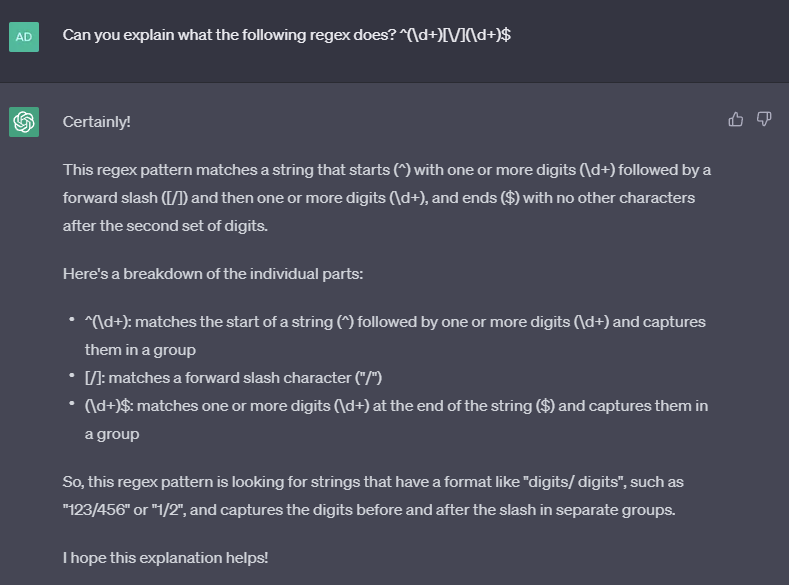 AD
Can you explain what the following regex does? ^(\d+)[\/](\d+)$
Certainly!
This regex pattern matches a string that starts (^) with one or more digits (\d+) followed by a
forward slash ([/]) and then one or more digits (\d+), and ends ($) with no other characters
after the second set of digits.
Here's a breakdown of the individual parts:
• ^(\d+): matches the start of a string (^) followed by one or more digits (\d+) and captures
them in a group
• [/]: matches a forward slash character ("/")
• (\d+)$: matches one or more digits (\d+) at the end of the string ($) and captures them in
a group
So, this regex pattern is looking for strings that have a format like "digits/ digits", such as
"123/456" or "1/2", and captures the digits before and after the slash in separate groups.
I hope this explanation helps!